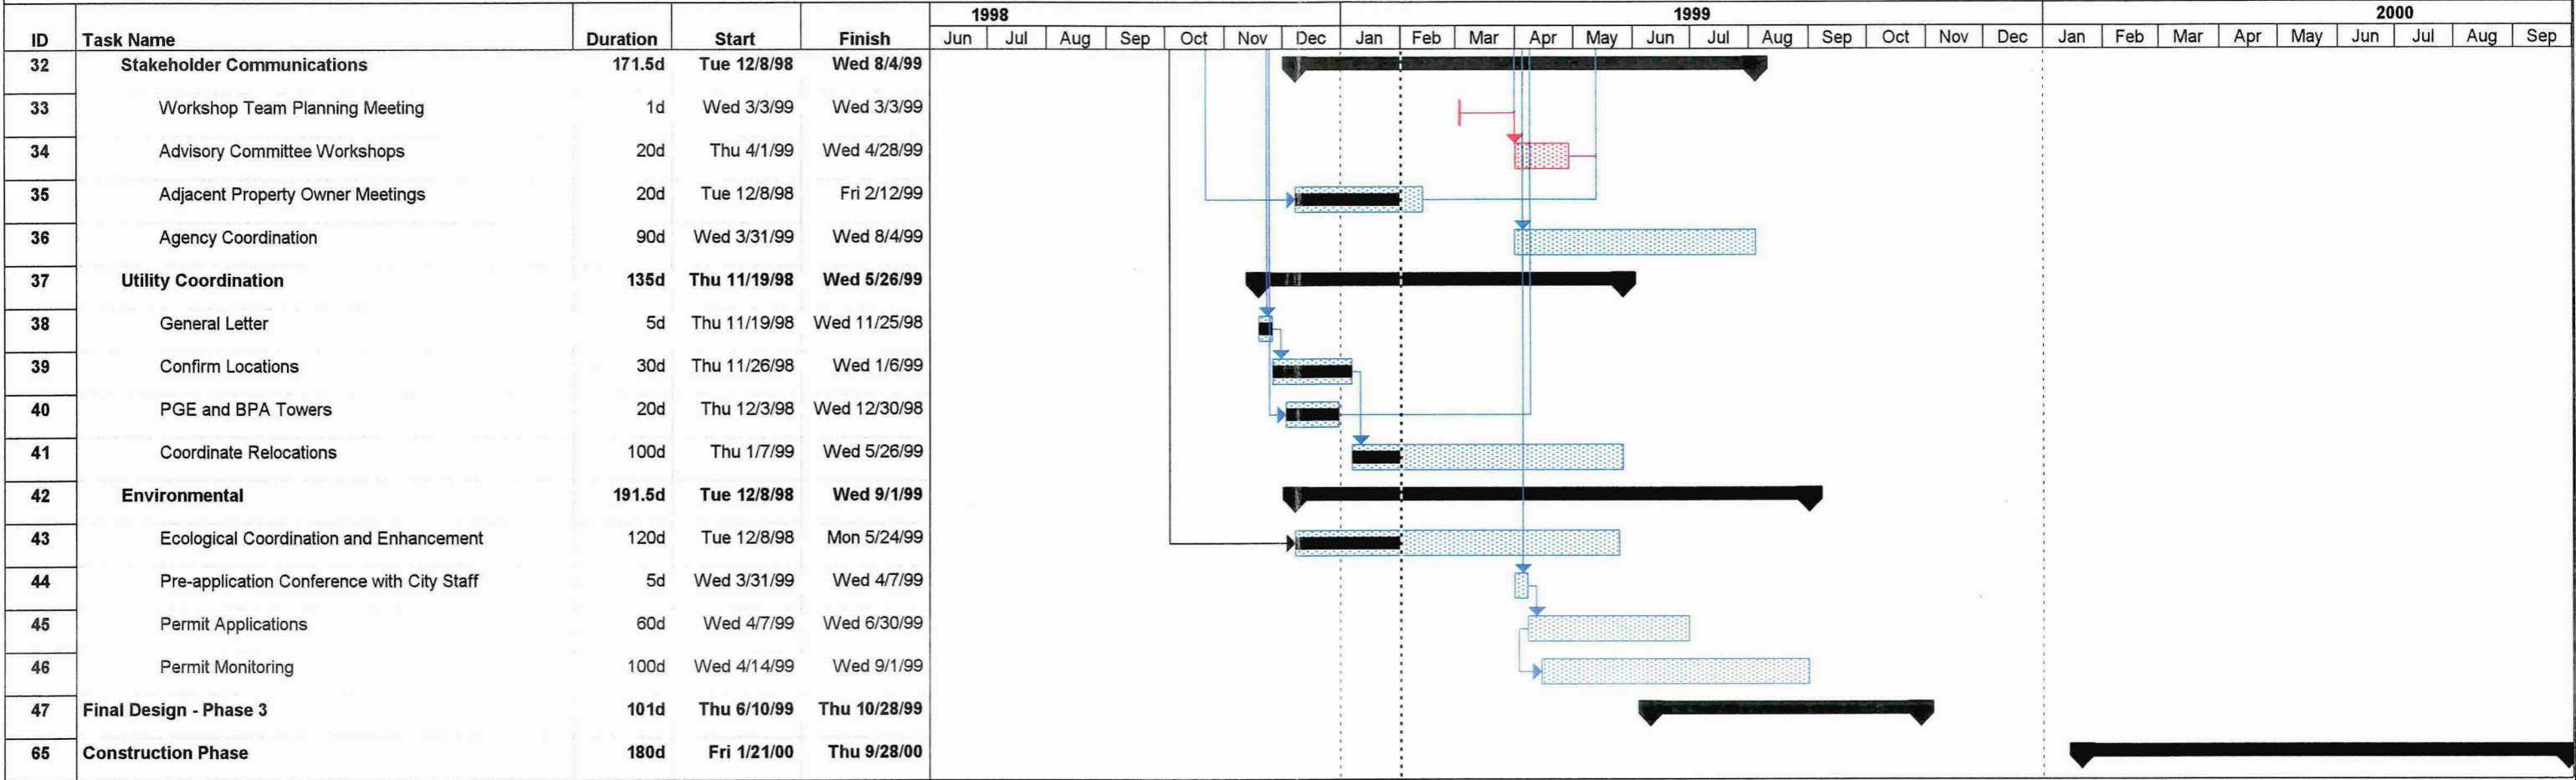 1998 1999 2000
ID Task Name Duration Start Finish Jun Jul Aug Sep Oct Nov Dec Jan Feb Mar Apr May Jun Jul Aug Sep Oct Nov Dec Jan Feb Mar Apr May Jun Jul Aug Sep
32 Stakeholder Communications 171.5d Tue 12/8/98 Wed 8/4/99
33 Workshop Team Planning Meeting 1d Wed 3/3/99 Wed 3/3/99
34 Advisory Committee Workshops 20d Thu 4/1/99 Wed 4/28/99
35 Adjacent Property Owner Meetings 20d Tue 12/8/98 Fri 2/12/99
36 Agency Coordination 90d Wed 3/31/99 Wed 8/4/99
37 Utility Coordination 135d Thu 11/19/98 Wed 5/26/99
38 General Letter 5d Thu 11/19/98 Wed 11/25/98
39 Confirm Locations 30d Thu 11/26/98 Wed 1/6/99
40 PGE and BPA Towers 20d Thu 12/3/98 Wed 12/30/98
41 Coordinate Relocations 100d Thu 1/7/99 Wed 5/26/99
42 Environmental 191.5d Tue 12/8/98 Wed 9/1/99
43 Ecological Coordination and Enhancement 120d Tue 12/8/98 Mon 5/24/99
44 Pre-application Conference with City Staff 5d Wed 3/31/99 Wed 4/7/99
45 Permit Applications 60d Wed 4/7/99 Wed 6/30/99
46 Permit Monitoring 100d Wed 4/14/99 Wed 9/1/99
47 Final Design - Phase 3 101d Thu 6/10/99 Thu 10/28/99
65 Construction Phase 180d Fri 1/21/00 Thu 9/28/00